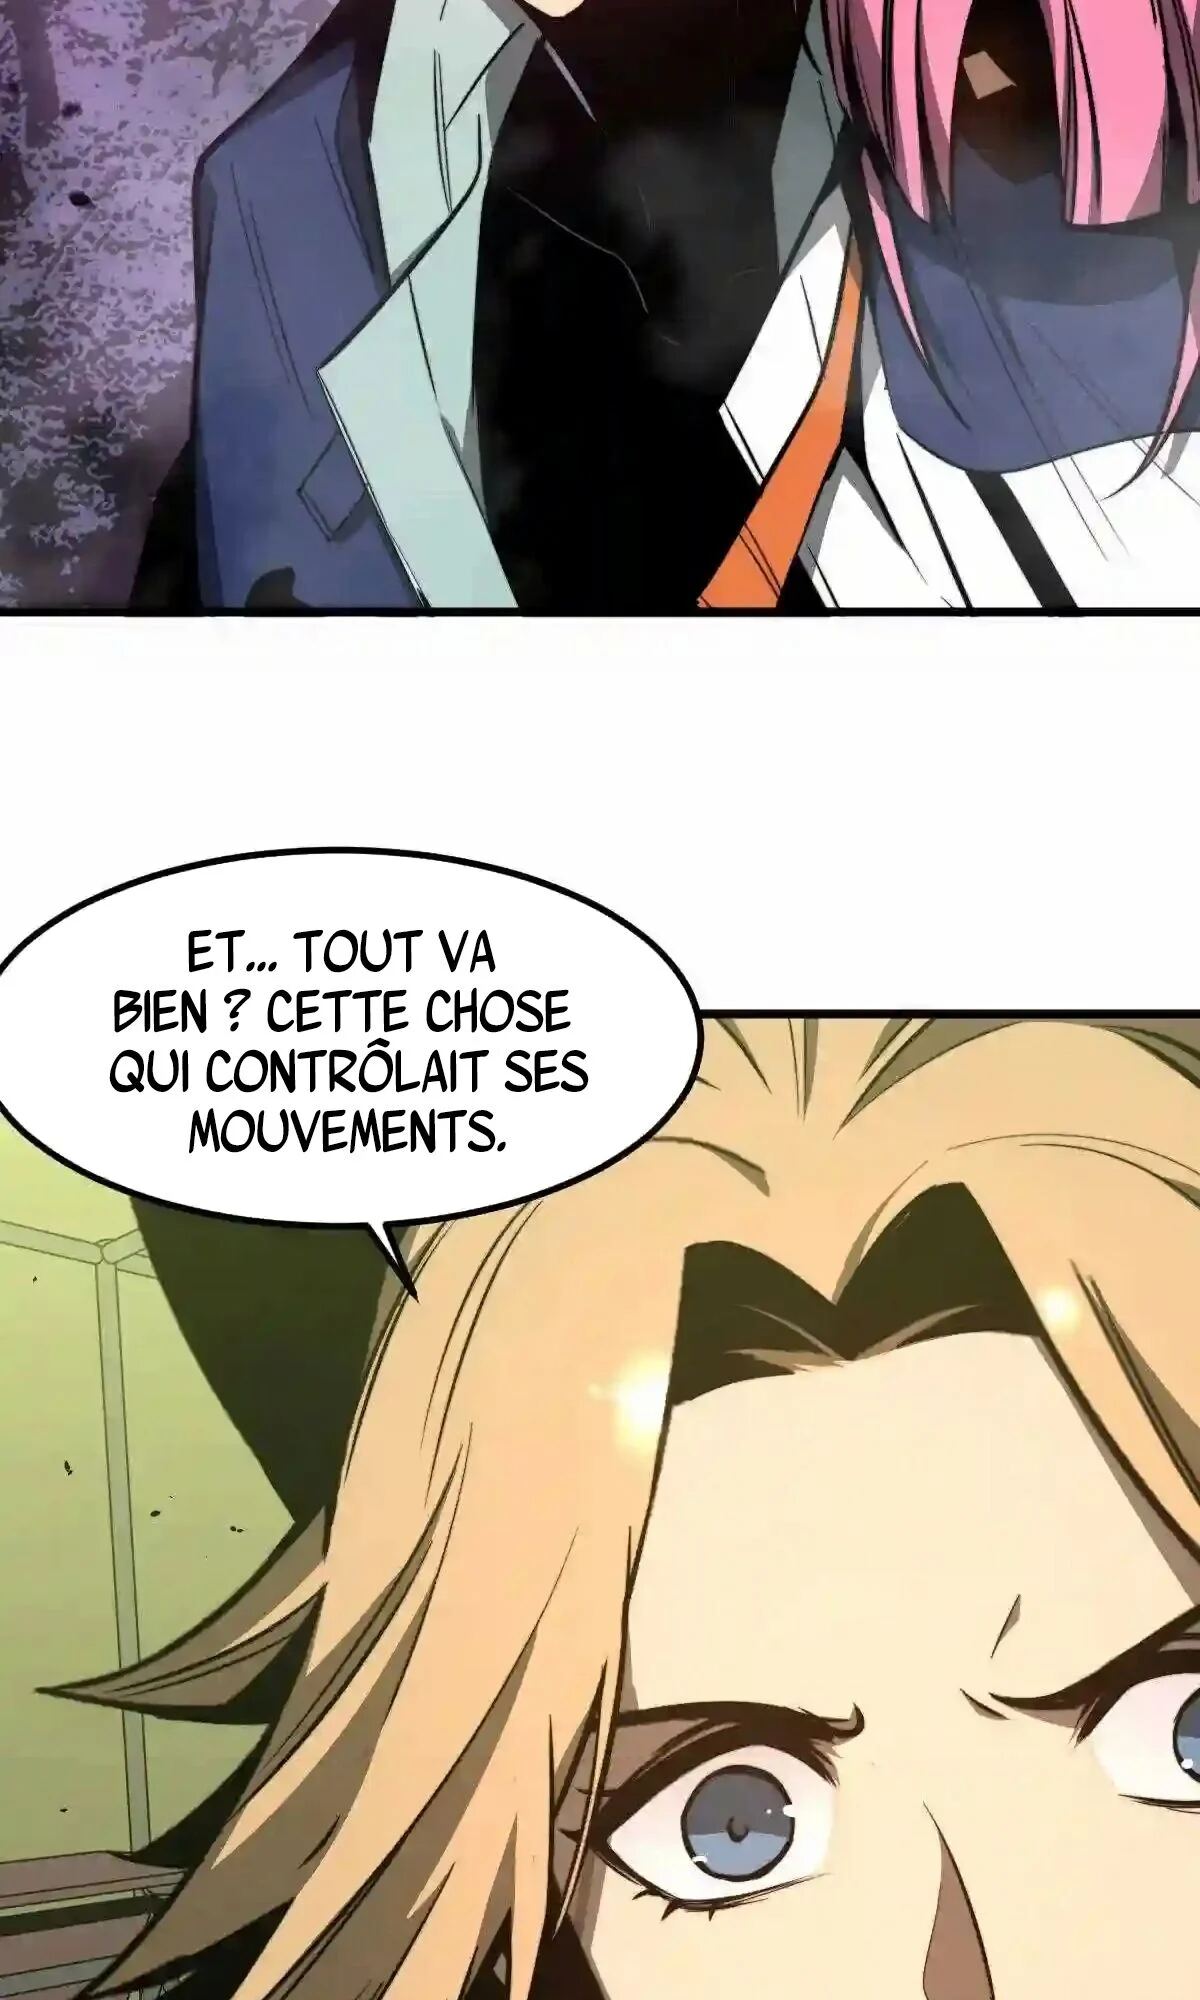 ET... TOUT VA
BIEN ? CETTE CHOSE
QUI CONTRÔLAIT SES
MOUVEMENTS.